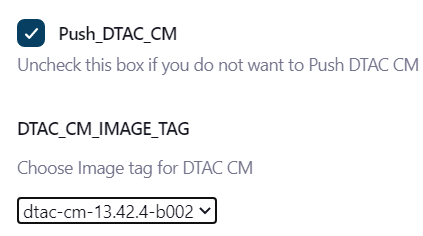 Push_DTAC_CM
Uncheck this box if you do not want to Push DTAC CM
DTAC_CM_IMAGE_TAG
Choose Image tag for DTAC CM
dtac-cm-13.42.4-b002